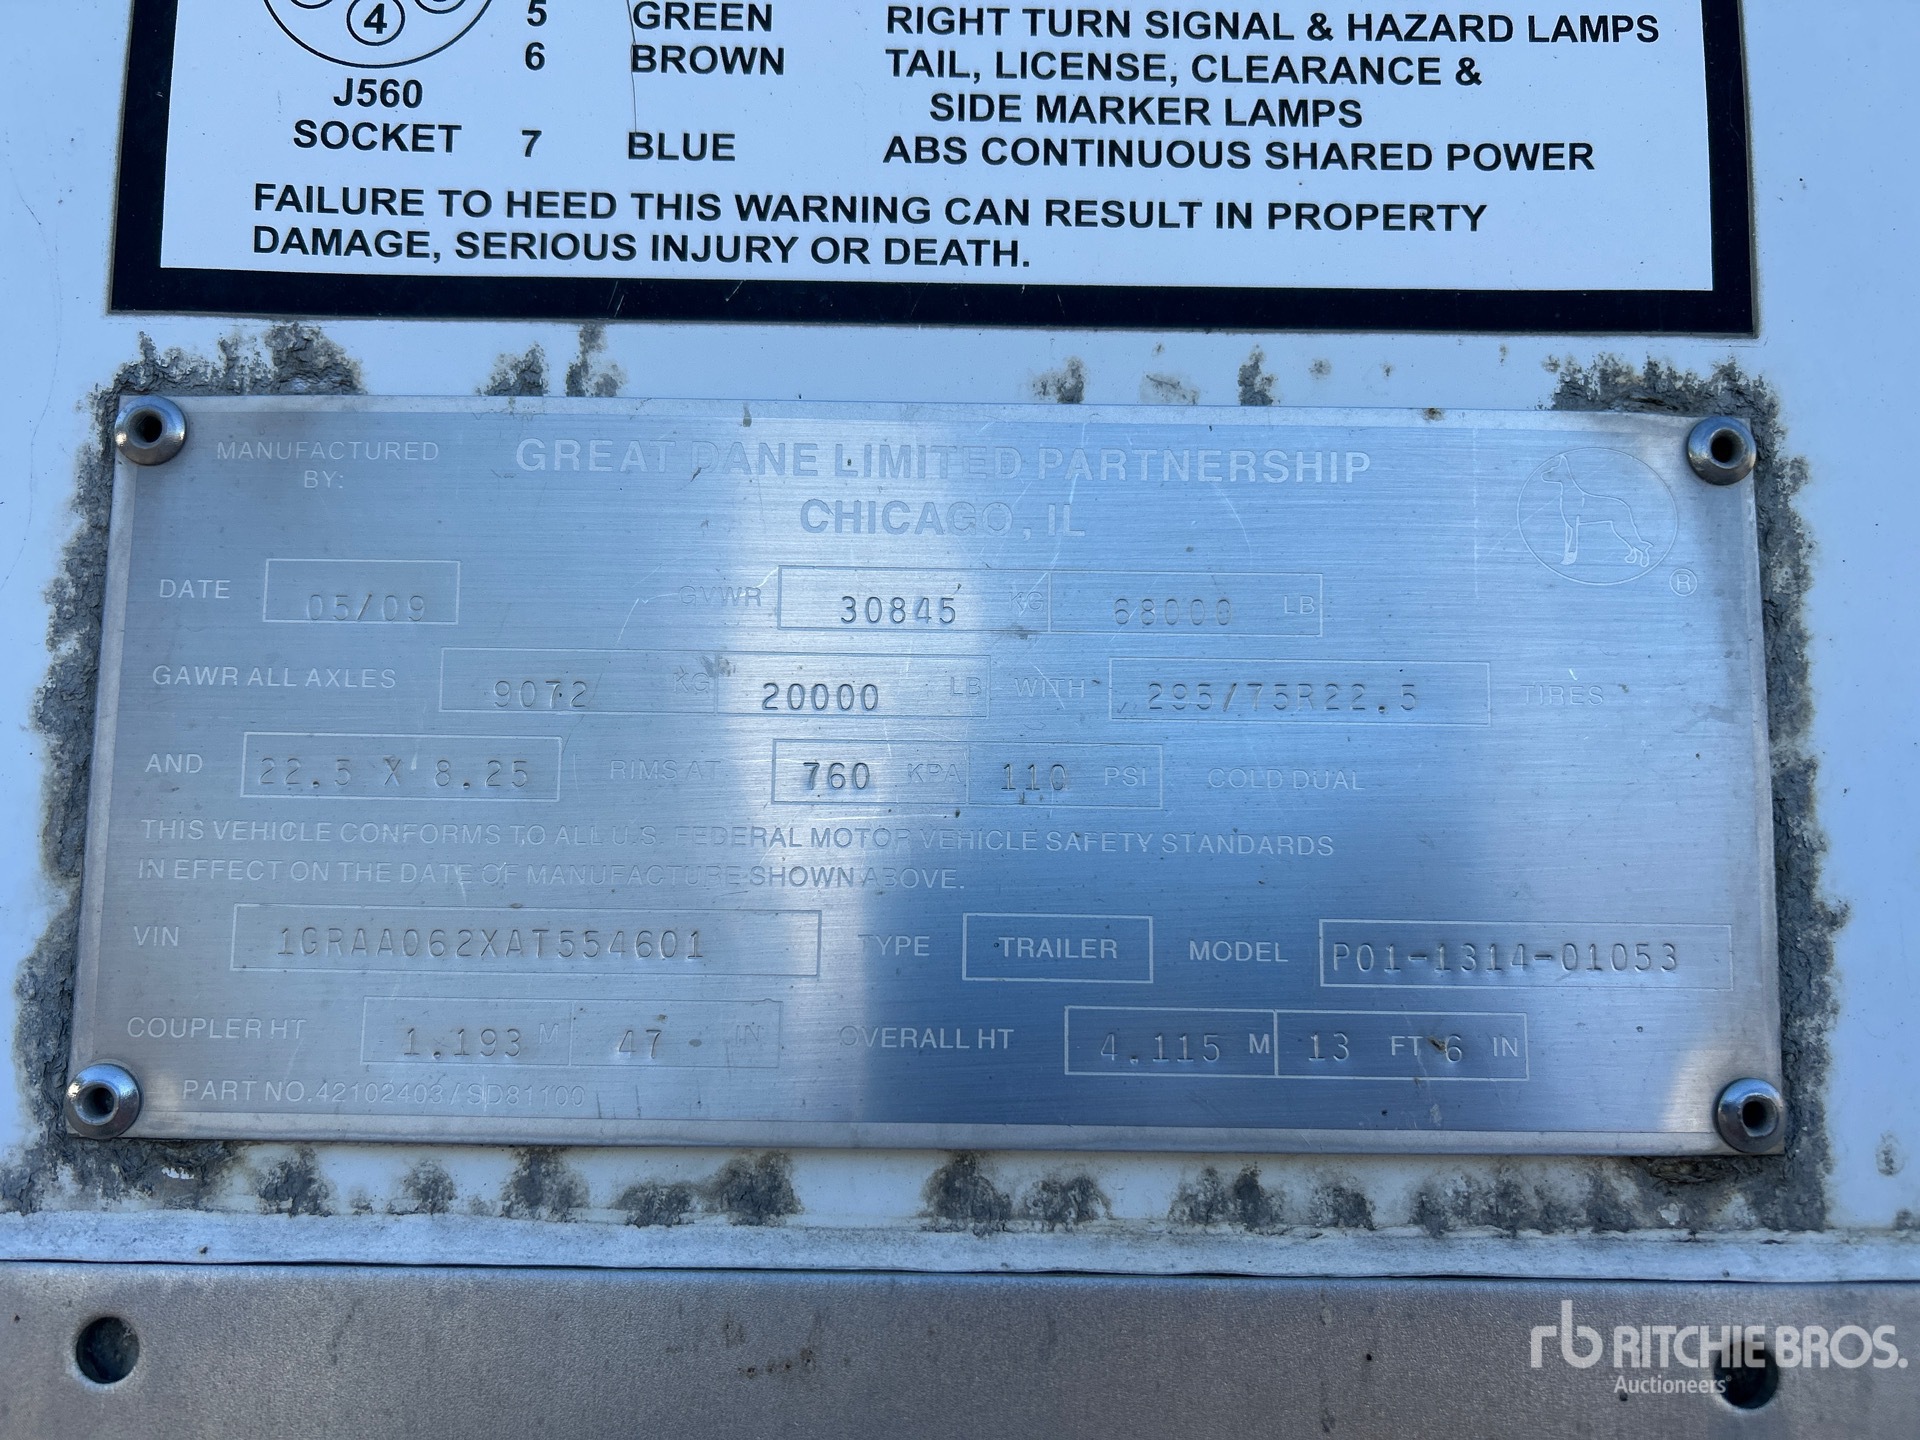 4
5 GREEN RIGHT TURN SIGNAL & HAZARD LAMPS
6 BROWN TAIL, LICENSE, CLEARANCE &
SIDE MARKER LAMPS
J560
SOCKET 7 BLUE ABS CONTINUOUS SHARED POWER
FAILURE TO HEED THIS WARNING CAN RESULT IN PROPERTY
DAMAGE, SERIOUS INJURY OR DEATH.
MANUFACTURED BY: GREAT DANE LIMITED PARTNERSHIP
CHICAGO, IL
DATE 05/09 GVWR 30845 KG 68000 LB ®
GAWR ALL AXLES 9072 KG 20000 LB WITH 295/75R22.5 TIRES
AND 22.5 X 8.25 RIMS AT 760 KPA 110 PSI COLD DUAL
THIS VEHICLE CONFORMS TO ALL U.S. FEDERAL MOTOR VEHICLE SAFETY STANDARDS
IN EFFECT ON THE DATE OF MANUFACTURE SHOWN ABOVE.
VIN 1GRAA062XAT554601 TYPE TRAILER MODEL P01-1314-01053
COUPLER HT 1.193 M 47 IN OVERALL HT 4.115 M 13 FT 6 IN
PART NO. 42102403/SD81100
rb RITCHIE BROS.
Auctioneers